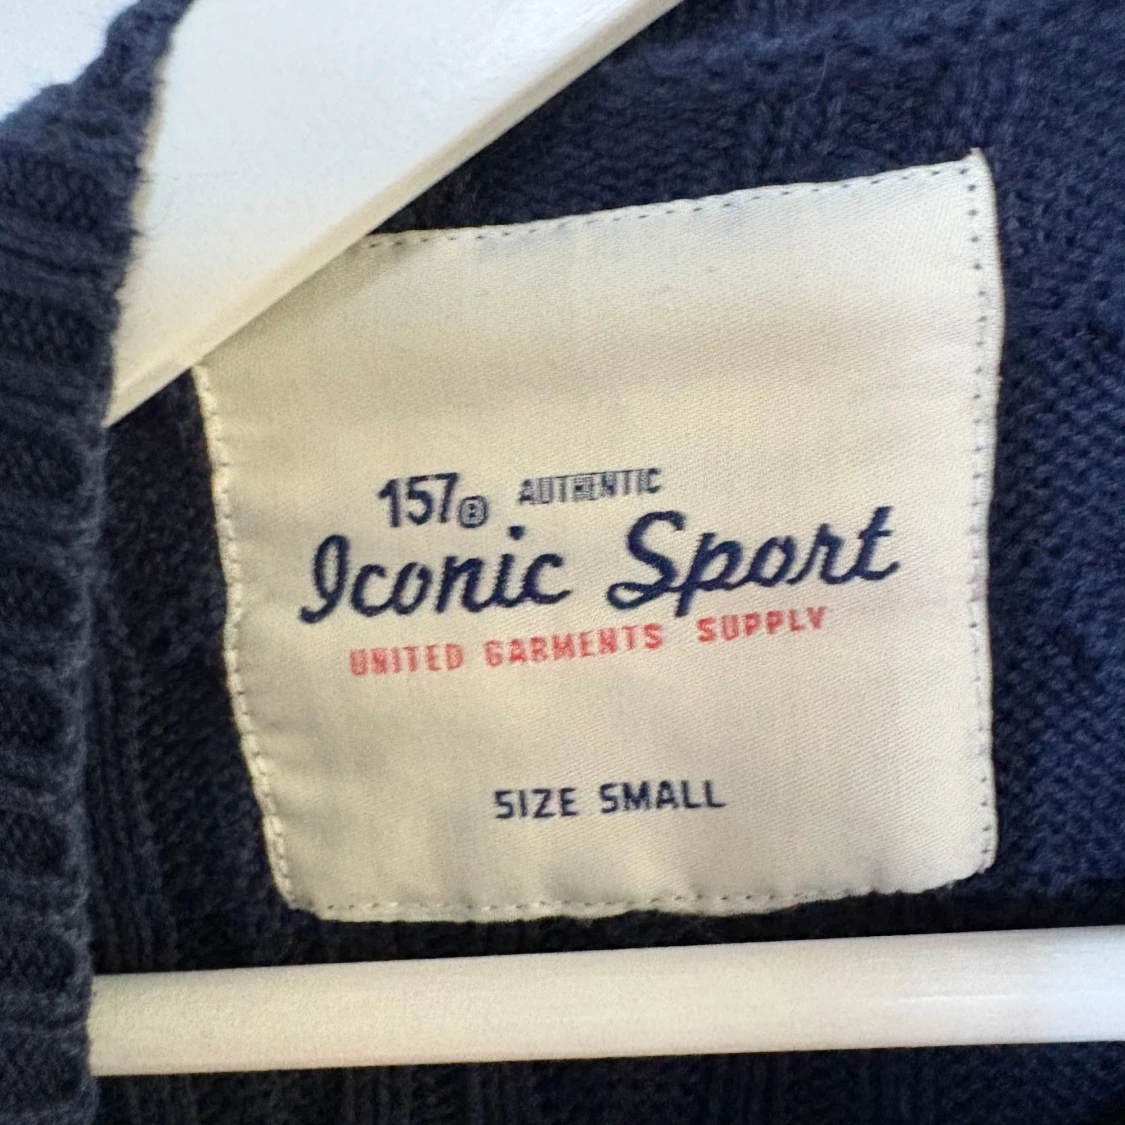 157® AUTHENTIC
Iconic Sport
UNITED GARMENTS SUPPLY
SIZE SMALL